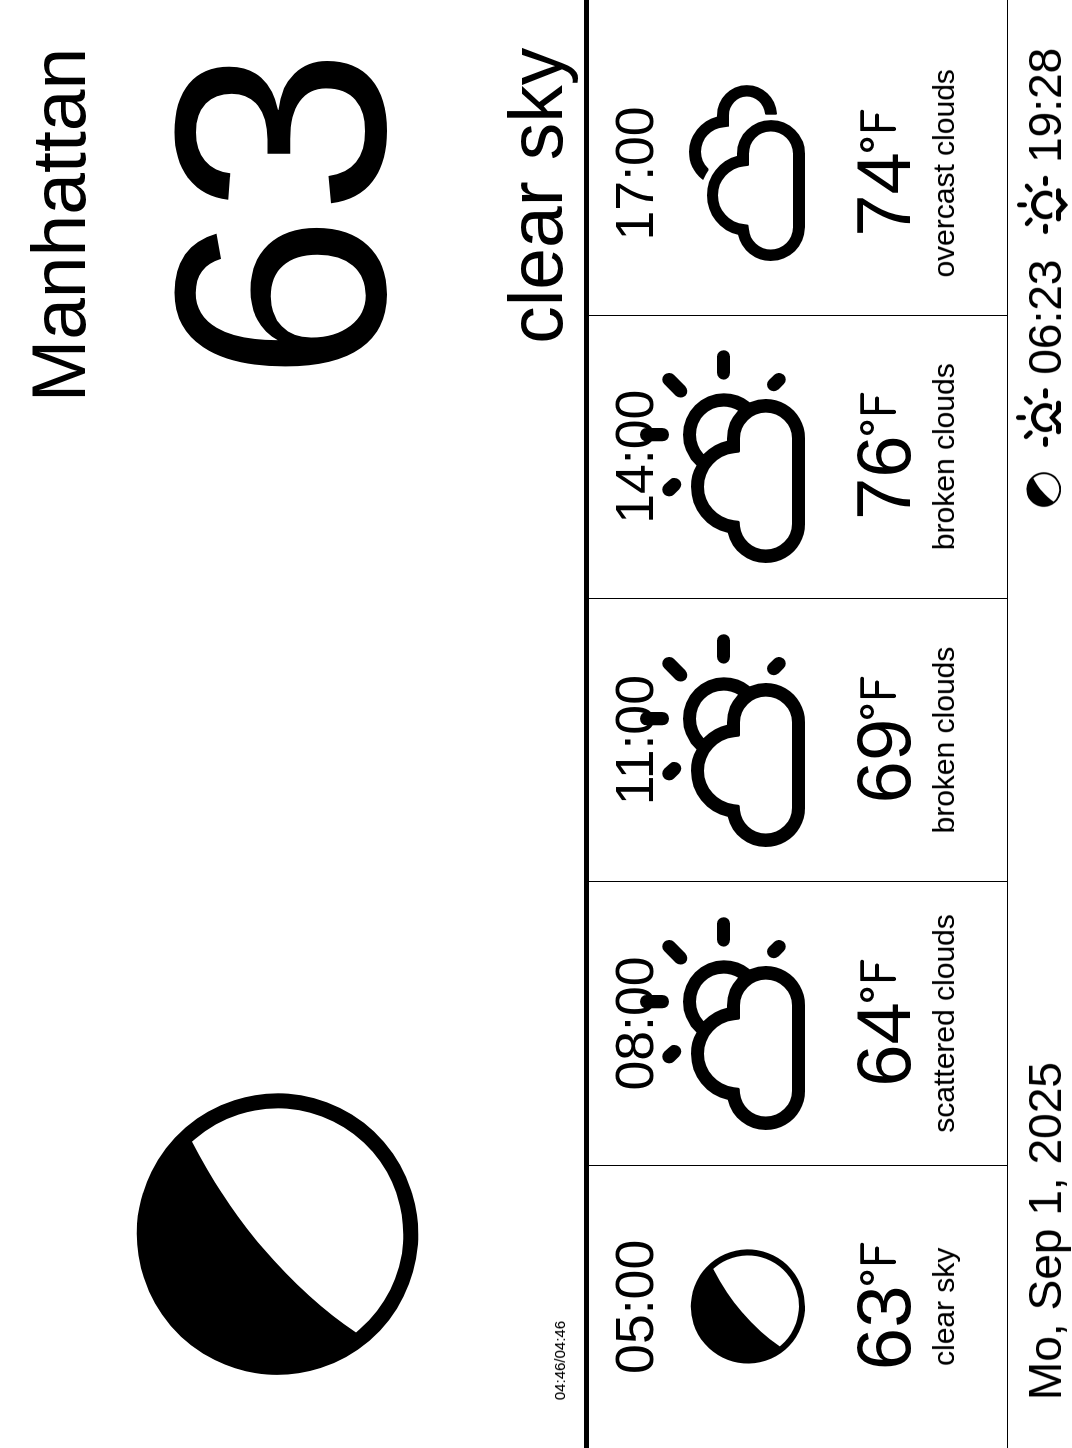 Manhattan
63
clear sky
04:46/04:46
05:00
63°F
clear sky
08:00
64°F
scattered clouds
11:00
69°F
broken clouds
14:00
76°F
broken clouds
17:00
74°F
overcast clouds
Mo, Sep 1, 2025
06:23
19:28